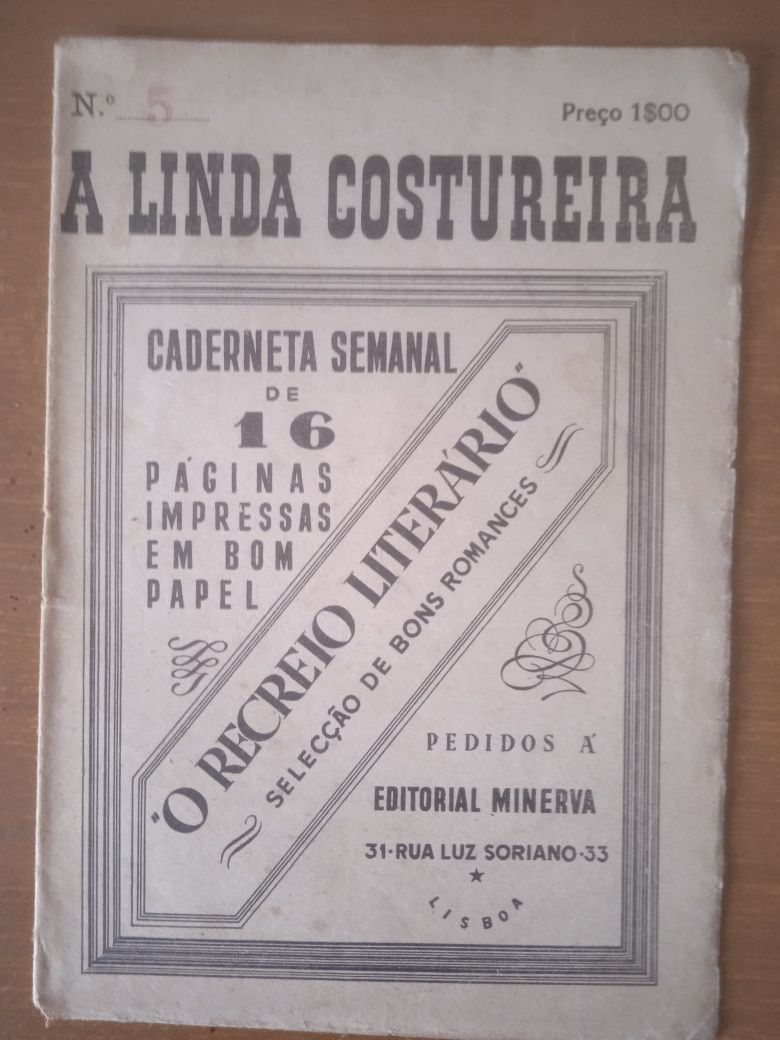 N.º 5
Preço 1$00
A LINDA COSTUREIRA
CADERNETA SEMANAL
DE
16
PÁGINAS
IMPRESSAS
EM BOM
PAPEL
"O RECREIO LITERÁRIO"
SELECÇÃO DE BONS ROMANCES
PEDIDOS Á
EDITORIAL MINERVA
31-RUA LUZ SORIANO-33
LISBOA